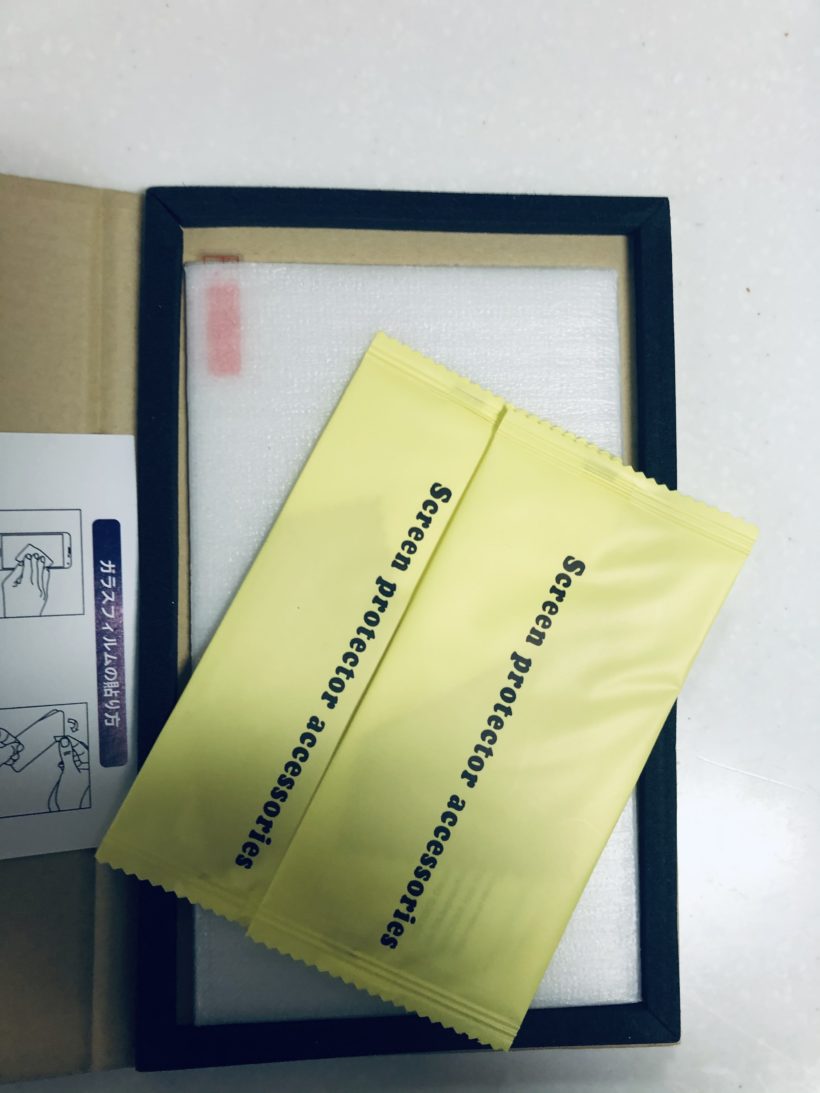 ガラスフィルムの貼り方
Screen protector accessories
Screen protector accessories